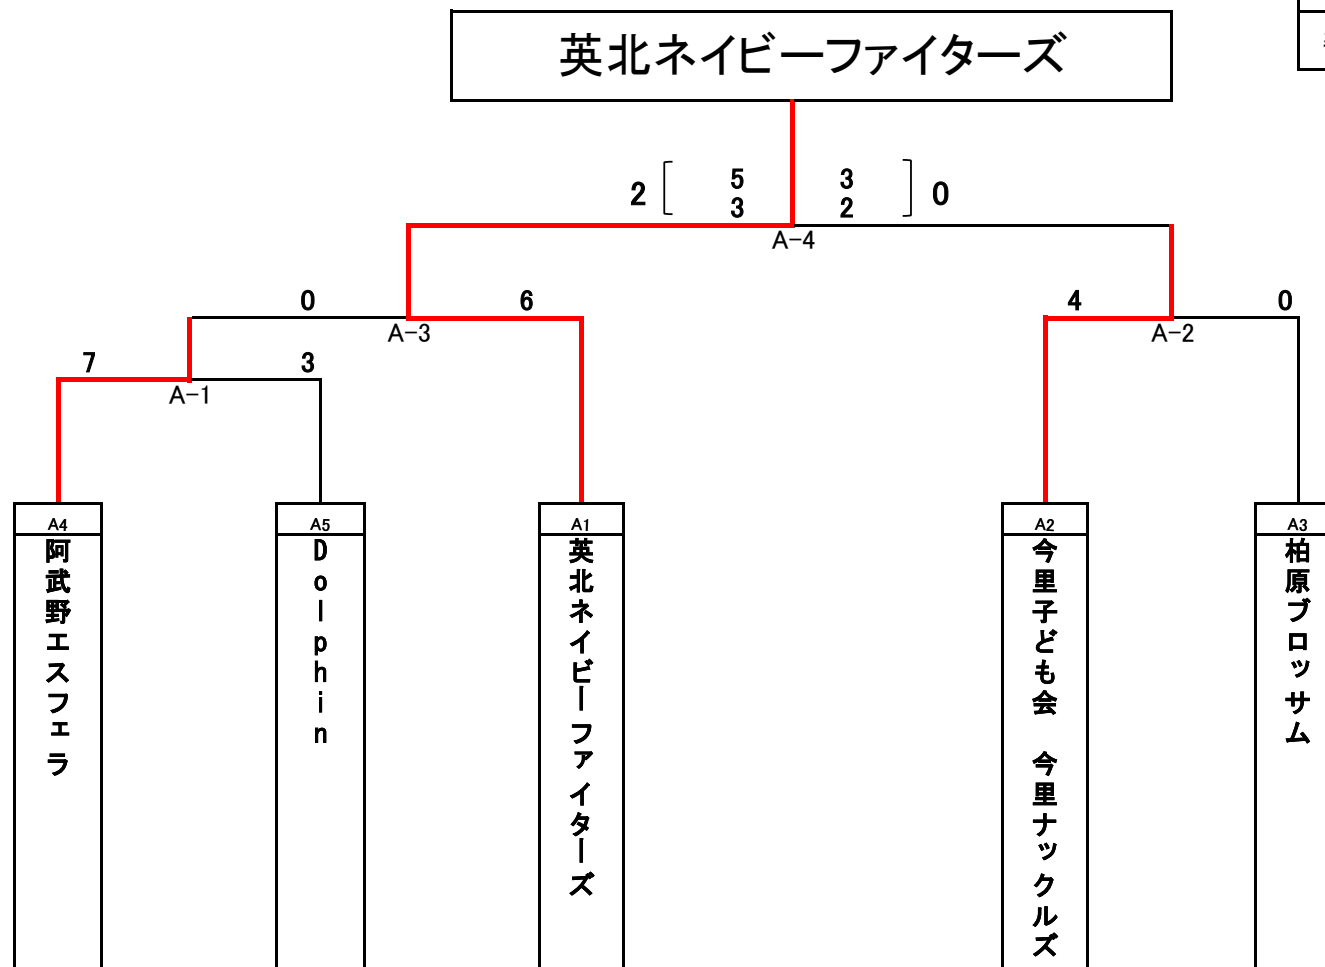 英北ネイビーファイターズ
2 5 3 0
3 2
A-4
0 6 4 0
A-3 A-2
7 3
A-1
A4
阿武野エスフェラ
A5
Dolphin
A1
英北ネイビーファイターズ
A2
今里子ども会 今里ナックルズ
A3
柏原ブロッサム